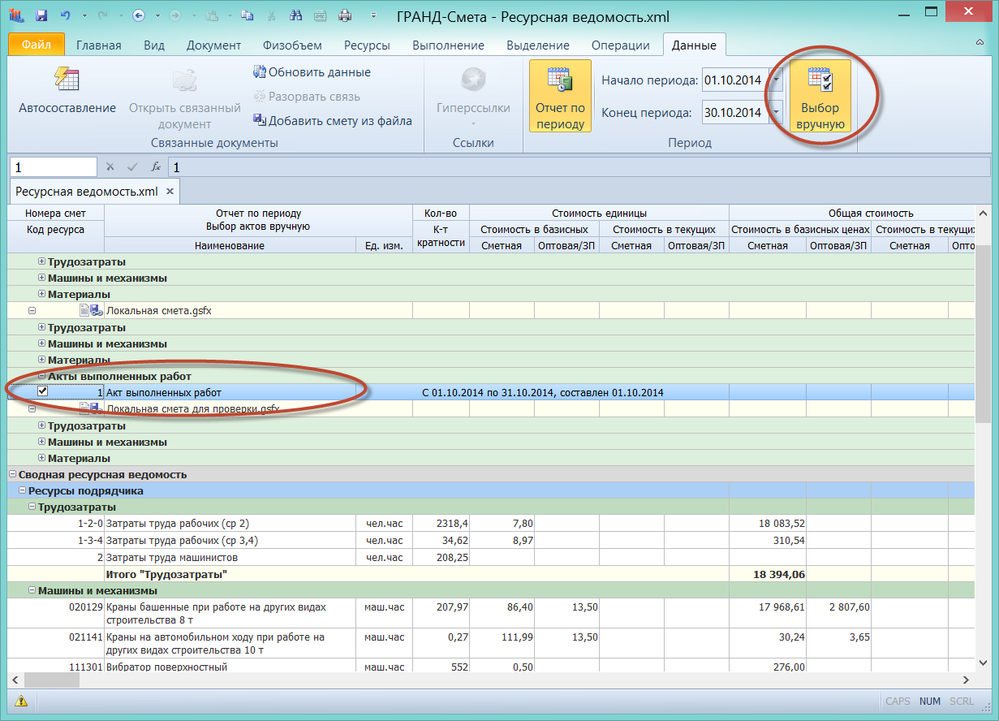 ГРАНД-Смета - Ресурсная ведомость.xml
Файл Главная Вид Документ Физобъем Ресурсы Выполнение Выделение Операции Данные
Автосоставление
Открыть связанный
документ
Обновить данные
Разорвать связь
Добавить смету из файла
Связанные документы
Гиперссылки
Ссылки
Отчет по
периоду
Начало периода: 01.10.2014
Конец периода: 30.10.2014
Выбор
вручную
Период
1 fx 1
Ресурсная ведомость.xml
Номера смет
Код ресурса
Отчет по периоду
Выбор актов вручную
Наименование Ед. изм.
Кол-во
К-т
кратности
Стоимость единицы
Стоимость в базисных Стоимость в текущих
Сметная Оптовая/ЗП Сметная Оптовая/ЗП
Общая стоимость
Стоимость в базисных ценах Стоимость в текущих
Сметная Оптовая/ЗП Сметная Опто
Трудозатраты
Машины и механизмы
Материалы
Локальная смета.gsfx
Трудозатраты
Машины и механизмы
Материалы
Акты выполненных работ
1 Акт выполненных работ С 01.10.2014 по 31.10.2014, составлен 01.10.2014
Локальная смета для проверки.gsfx
Трудозатраты
Машины и механизмы
Материалы
Сводная ресурсная ведомость
Ресурсы подрядчика
Трудозатраты
1-2-0 Затраты труда рабочих (ср 2) чел.час 2318,4 7,80 18 083,52
1-3-4 Затраты труда рабочих (ср 3,4) чел.час 34,62 8,97 310,54
2 Затраты труда машинистов чел.час 208,25
Итого "Трудозатраты" 18 394,06
Машины и механизмы
020129 Краны башенные при работе на других видах маш.час 207,97 86,40 13,50 17 968,61 2 807,60
строительства 8 т
021141 Краны на автомобильном ходу при работе на маш.час 0,27 111,99 13,50 30,24 3,65
других видах строительства 10 т
111301 Вибратор поверхностный маш.час 552 0,50 276,00
CAPS NUM SCRL